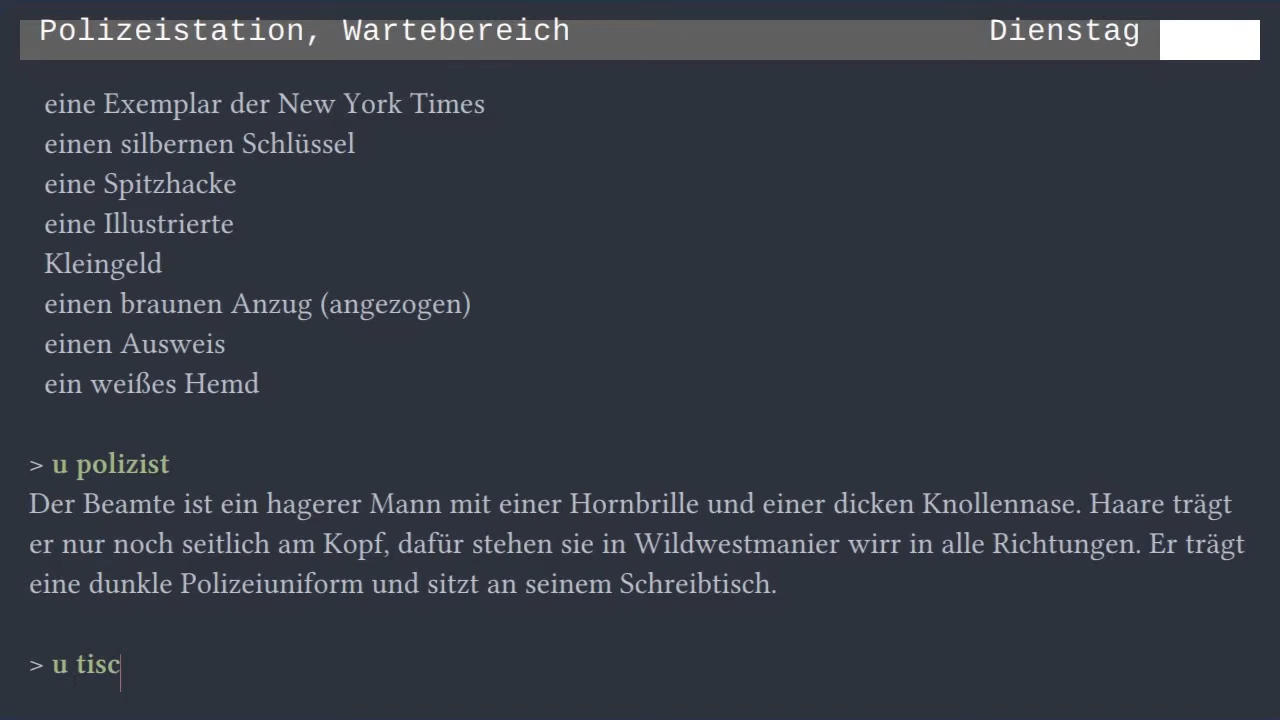 Polizeistation, Wartebereich Dienstag
eine Exemplar der New York Times
einen silbernen Schlüssel
eine Spitzhacke
eine Illustrierte
Kleingeld
einen braunen Anzug (angezogen)
einen Ausweis
ein weißes Hemd
> u polizist
Der Beamte ist ein hagerer Mann mit einer Hornbrille und einer dicken Knollennase. Haare trägt
er nur noch seitlich am Kopf, dafür stehen sie in Wildwestmanier wirr in alle Richtungen. Er trägt
eine dunkle Polizeiuniform und sitzt an seinem Schreibtisch.
> u tisc